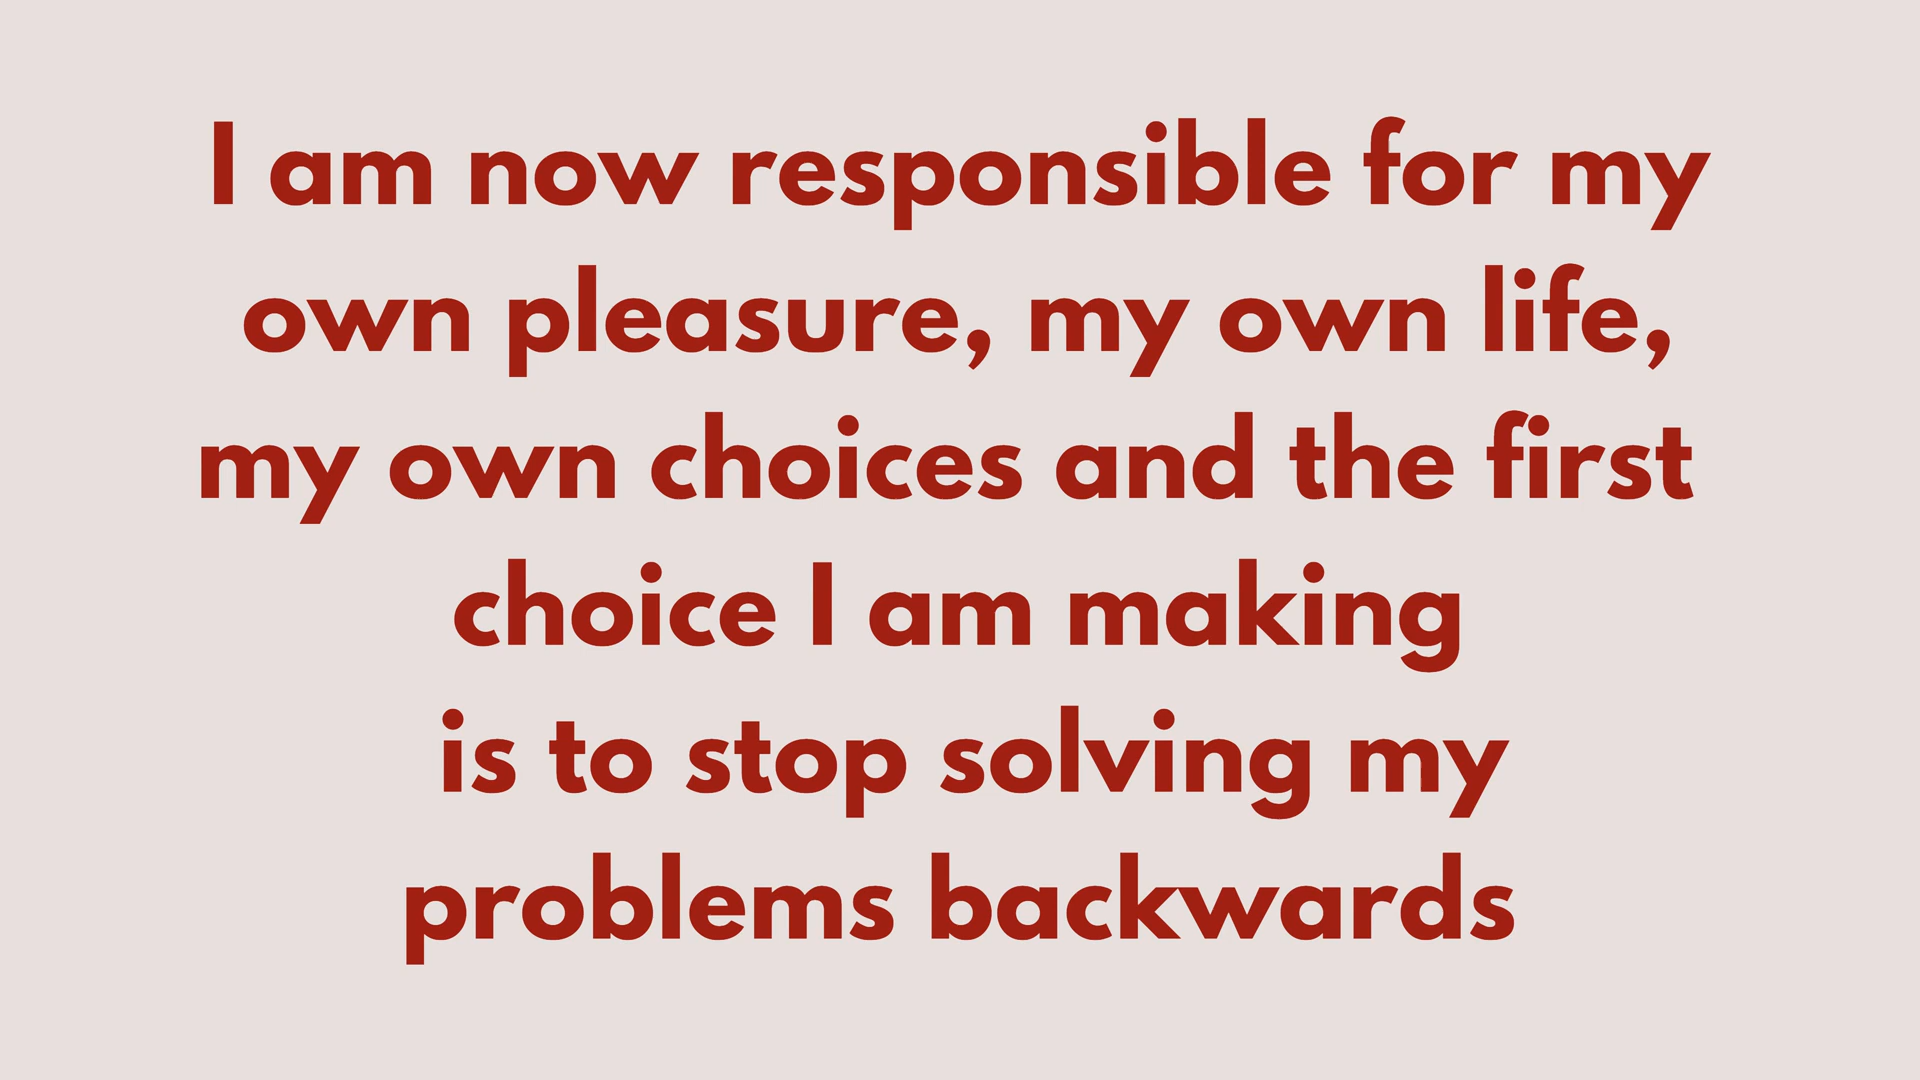 I am now responsible for my
own pleasure, my own life,
my own choices and the first
choice I am making
is to stop solving my
problems backwards